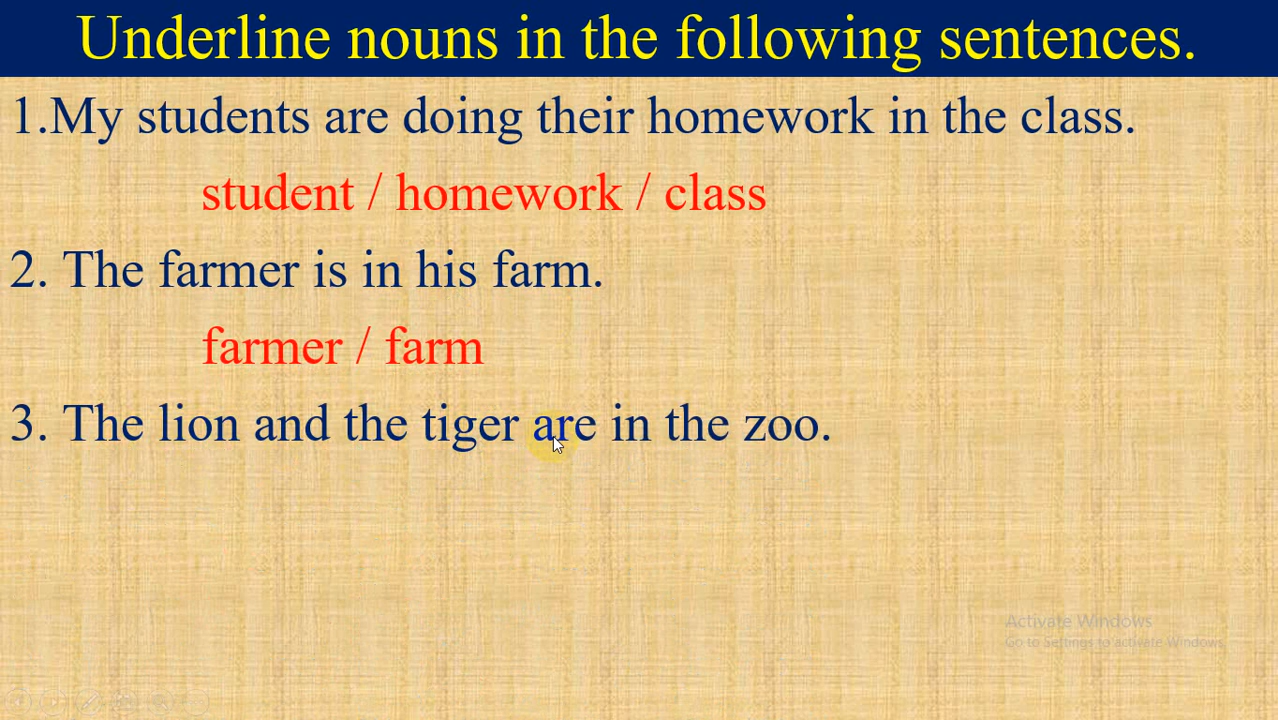 Underline nouns in the following sentences.
1.My students are doing their homework in the class.
student / homework / class
2. The farmer is in his farm.
farmer / farm
3. The lion and the tiger are in the zoo.
Activate Windows
Go to Settings to activate Windows.